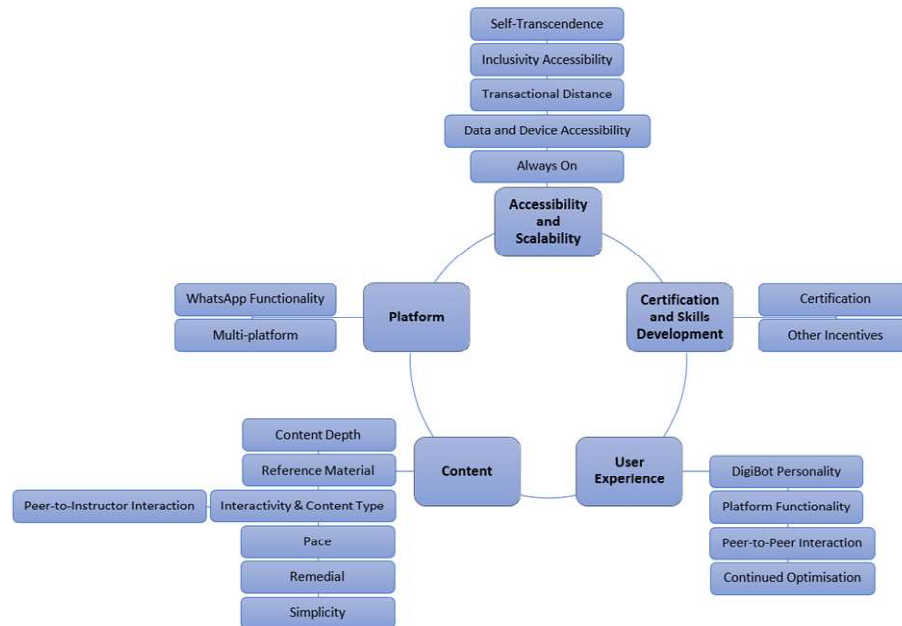 Self-Transcendence
Inclusivity Accessibility
Transactional Distance
Data and Device Accessibility
Always On
Accessibility
and
Scalability
WhatsApp Functionality
Multi-platform
Platform
Certification
and Skills
Development
Certification
Other Incentives
Content Depth
Reference Material
Peer-to-Instructor Interaction
Interactivity & Content Type
Pace
Remedial
Simplicity
Content
User
Experience
DigiBot Personality
Platform Functionality
Peer-to-Peer Interaction
Continued Optimisation